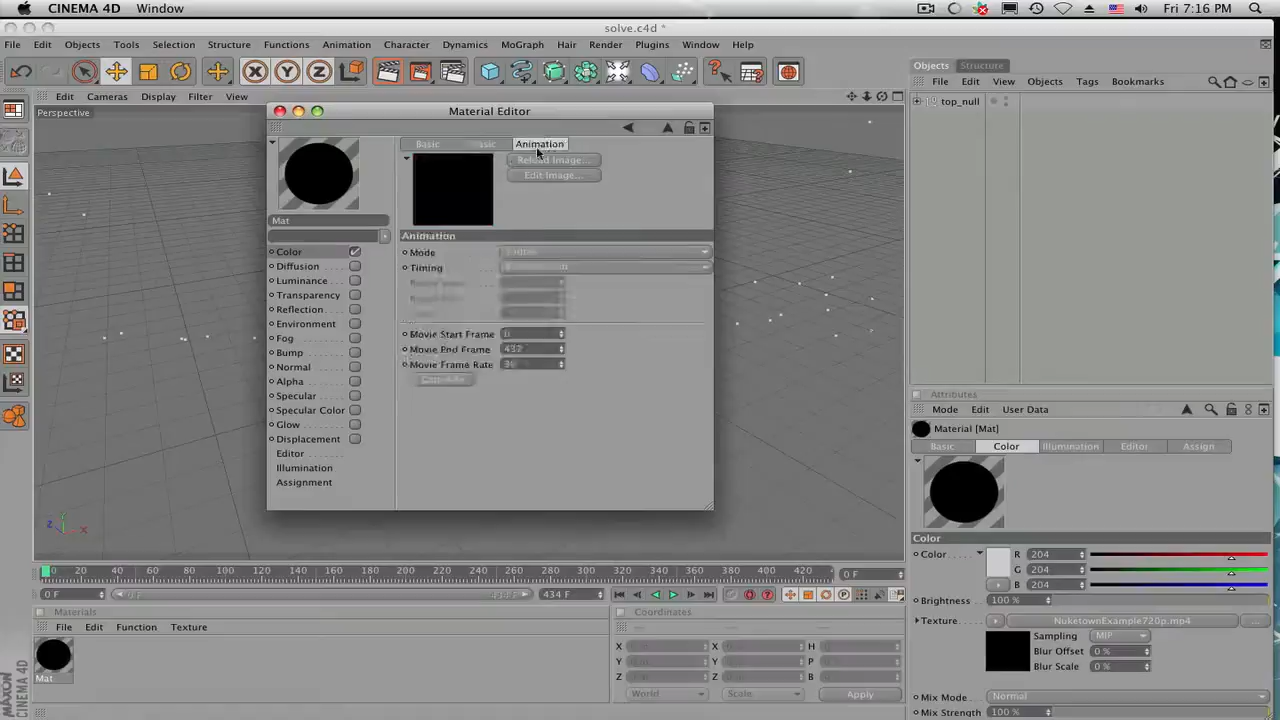 CINEMA 4D Window
Fri 7:16 PM
solve.c4d *
File Edit Objects Tools Selection Structure Functions Animation Character Dynamics MoGraph Hair Render Plugins Window Help
Objects Structure
File Edit View Objects Tags Bookmarks
top_null
Edit Cameras Display Filter View
Perspective
Material Editor
Basic Animation
Reload Image...
Edit Image...
Mat
Animation
Color
Diffusion
Luminance
Transparency
Reflection
Environment
Fog
Bump
Normal
Alpha
Specular
Specular Color
Glow
Displacement
Editor
Illumination
Assignment
Mode
Timing
Movie Start Frame 0
Movie End Frame
Movie Frame Rate
Calculate
Z Y X
Attributes
Mode Edit User Data
Material [Mat]
Basic Color Illumination Editor Assign
Color
Color R 204
G 204
B 204
Brightness 100 %
Texture NuketownExample720p.mp4 ...
Sampling MIP
Blur Offset 0 %
Blur Scale 0 %
Mix Mode Normal
Mix Strength 100 %
0 20 40 60 80 100 120 140 160 180 200 220 240 260 280 300 320 340 360 380 400 420 0 F
0 F 0 F 434 F 434 F
Materials
File Edit Function Texture
Mat
Coordinates
X X H
Y Y P
Z Z B
World Scale Apply
MAXON
CINEMA 4D